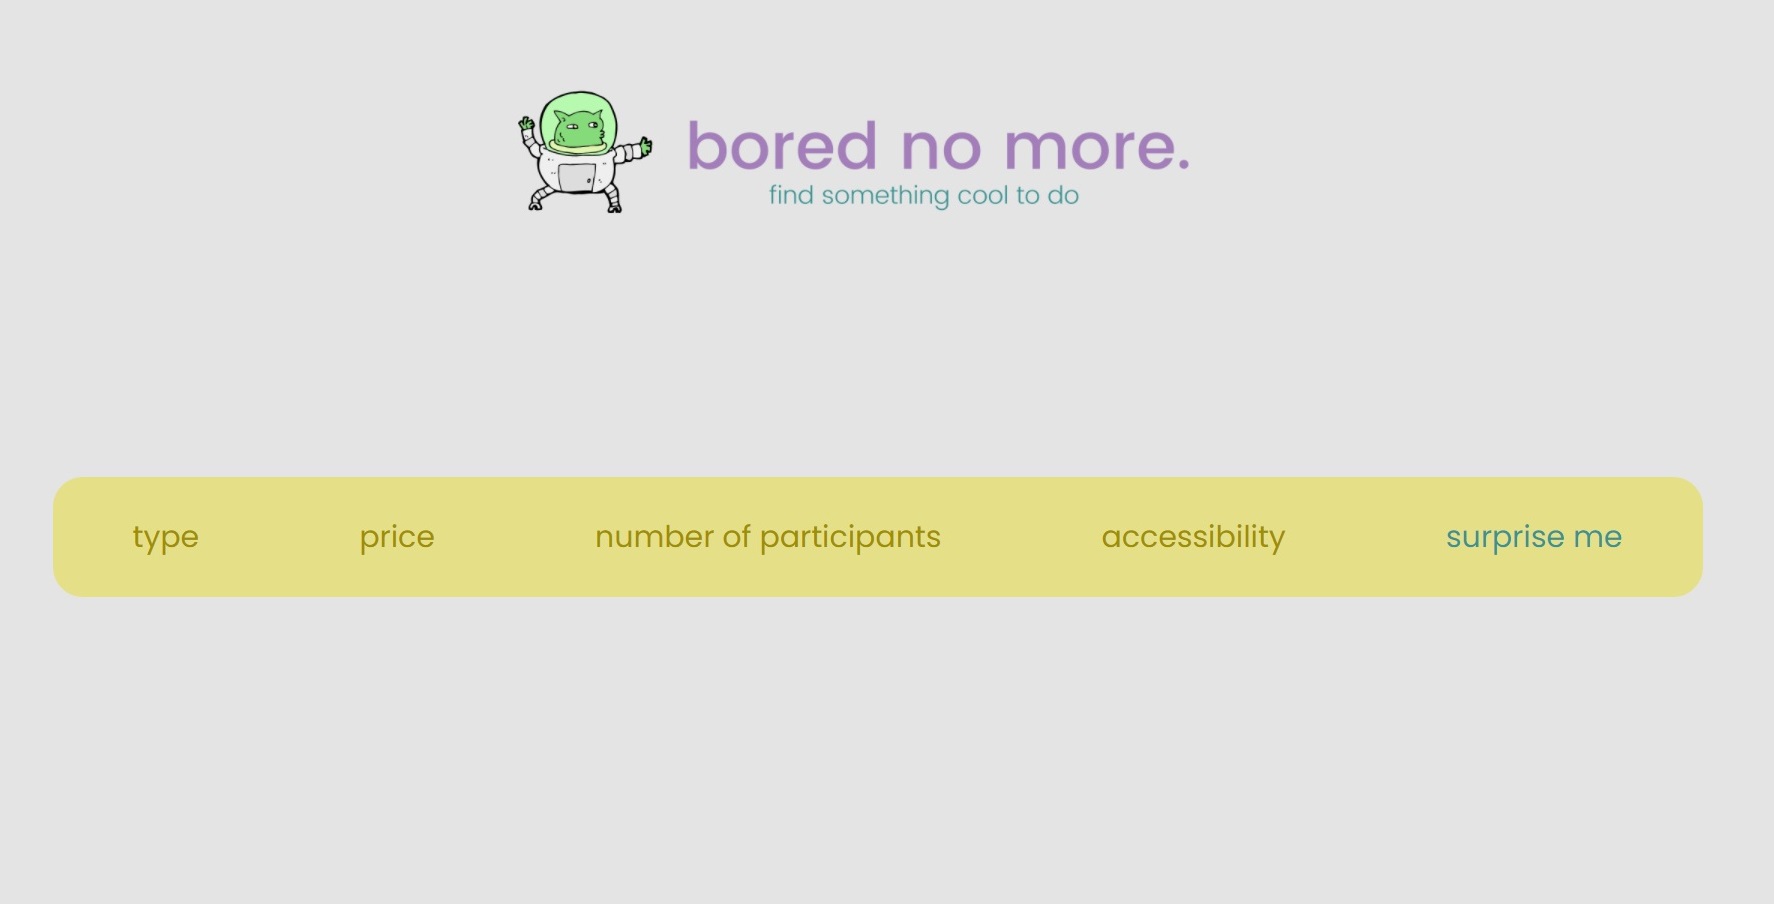 bored no more.
find something cool to do
type price number of participants accessibility surprise me